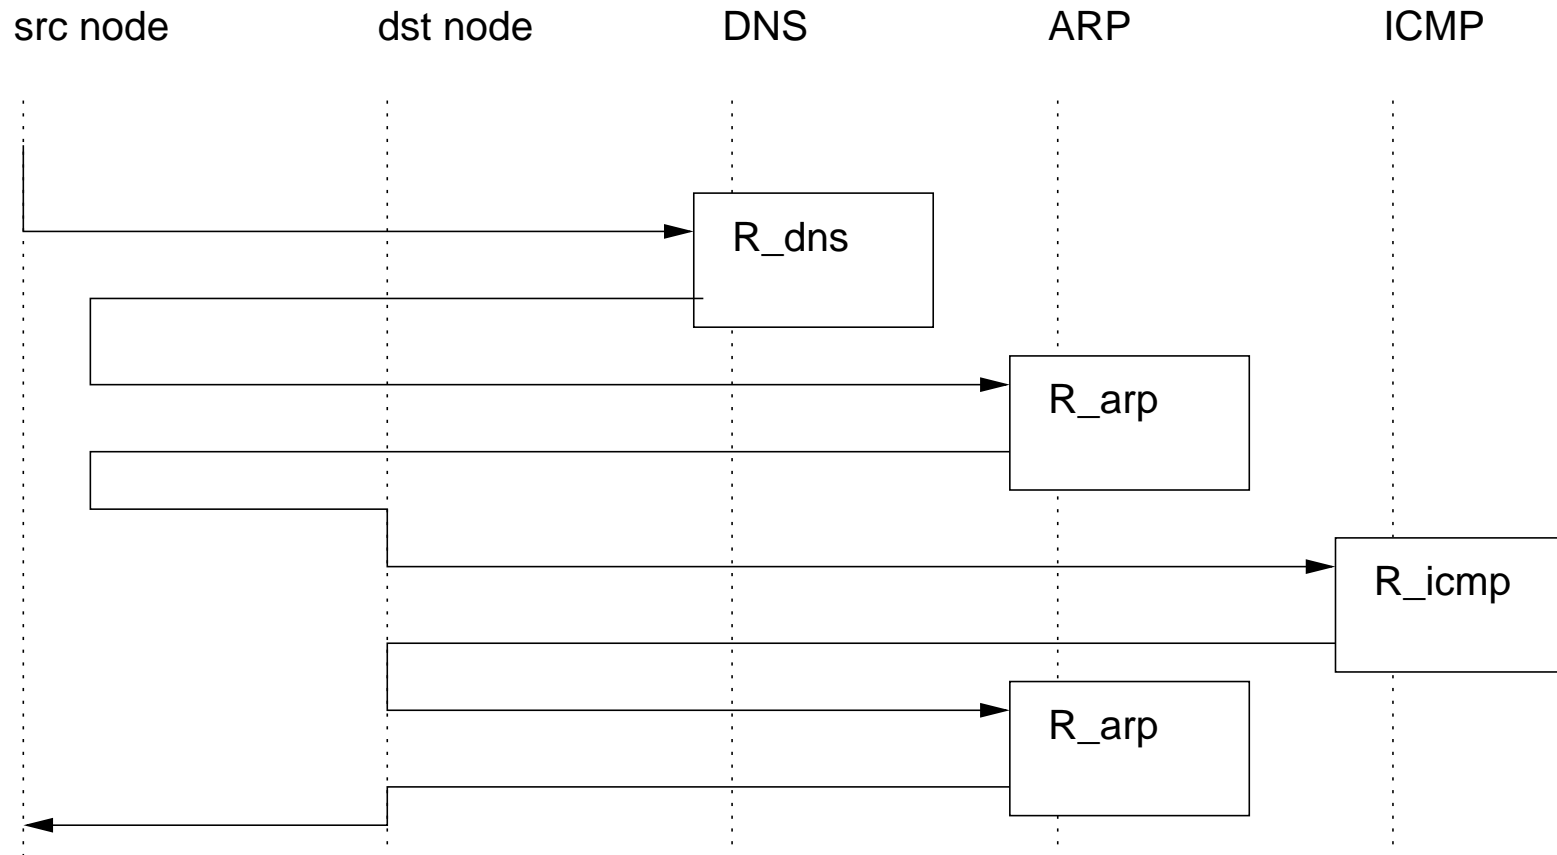 src node dst node DNS ARP ICMP
R_dns
R_arp
R_icmp
R_arp